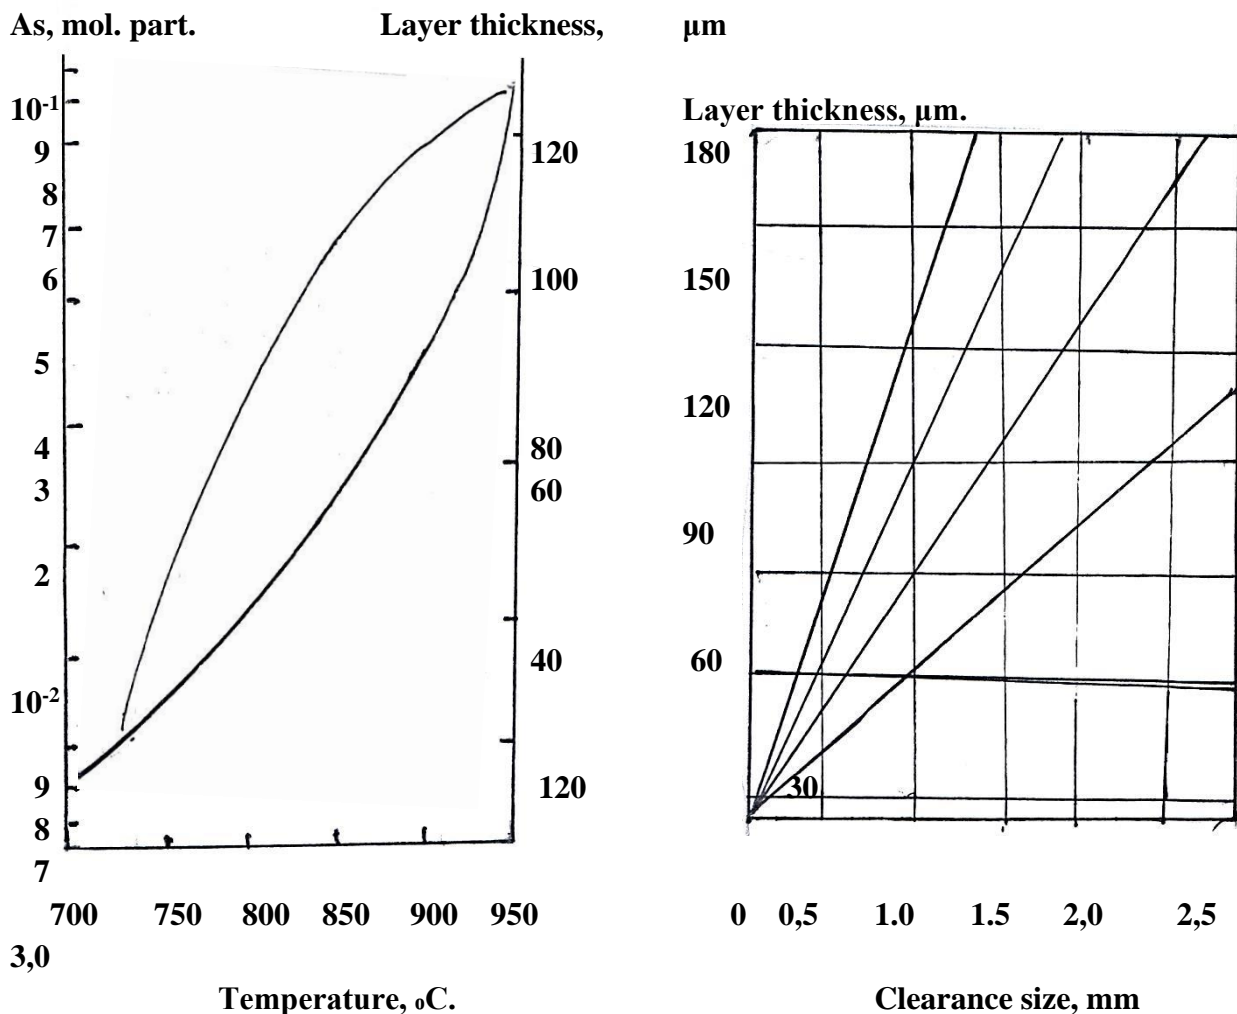 As, mol. part. Layer thickness, µm
10-1 Layer thickness, µm.
9 120 180
8
7
6 100 150
5
4 80 120
3 60
2 90
10-2 40 60
9 120 30
8
7
700 750 800 850 900 950 0 0,5 1.0 1.5 2,0 2,5
3,0
Temperature, oC. Clearance size, mm